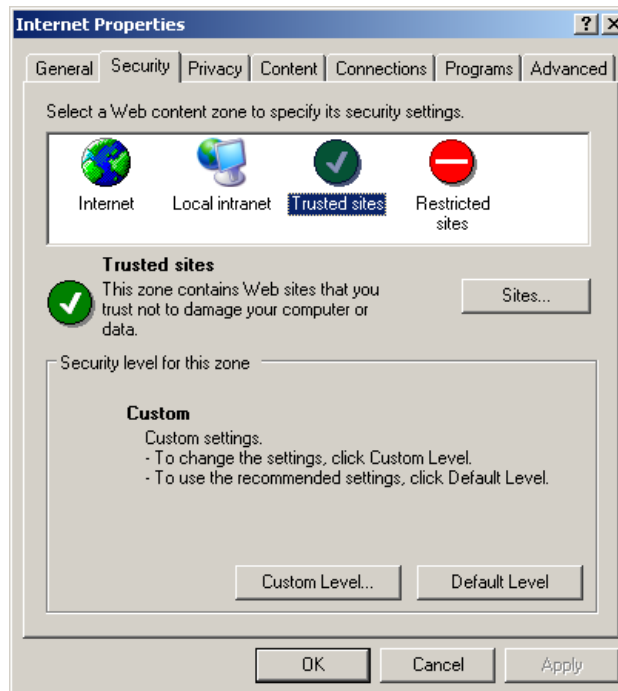 Internet Properties
General Security Privacy Content Connections Programs Advanced
Select a Web content zone to specify its security settings.
Internet Local intranet Trusted sites Restricted
sites
Trusted sites
This zone contains Web sites that you
trust not to damage your computer or
data.
Sites...
Security level for this zone
Custom
Custom settings.
- To change the settings, click Custom Level.
- To use the recommended settings, click Default Level.
Custom Level... Default Level
OK Cancel Apply